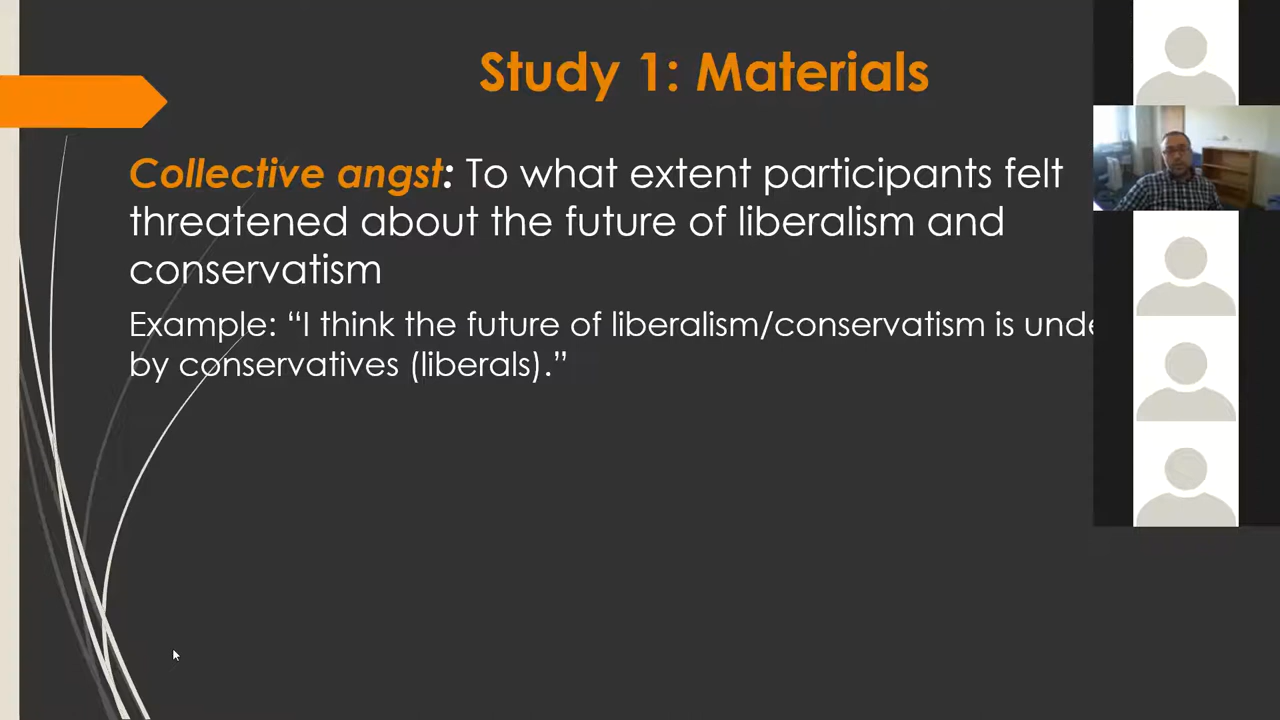 Study 1: Materials
Collective angst: To what extent participants felt
threatened about the future of liberalism and
conservatism
Example: “I think the future of liberalism/conservatism is
by conservatives (liberals).”